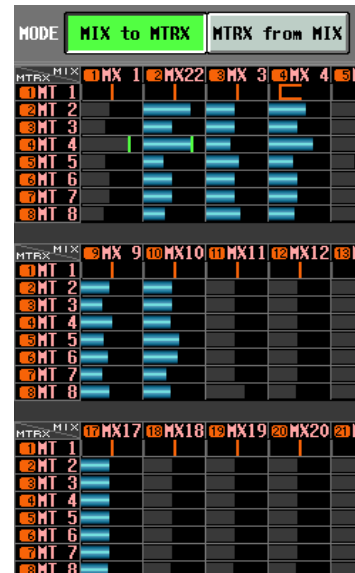 MODE MIX to MTRX MTRX from MIX
MTRX MIX 1 MX 1 2 MX22 3 MX 3 4 MX 4 5
1 MT 1
2 MT 2
3 MT 3
4 MT 4
5 MT 5
6 MT 6
7 MT 7
8 MT 8
MTRX MIX 9 MX 9 10 MX10 11 MX11 12 MX12 13
1 MT 1
2 MT 2
3 MT 3
4 MT 4
5 MT 5
6 MT 6
7 MT 7
8 MT 8
MTRX MIX 17 MX17 18 MX18 19 MX19 20 MX20 21
1 MT 1
2 MT 2
3 MT 3
4 MT 4
5 MT 5
6 MT 6
7 MT 7
8 MT 8